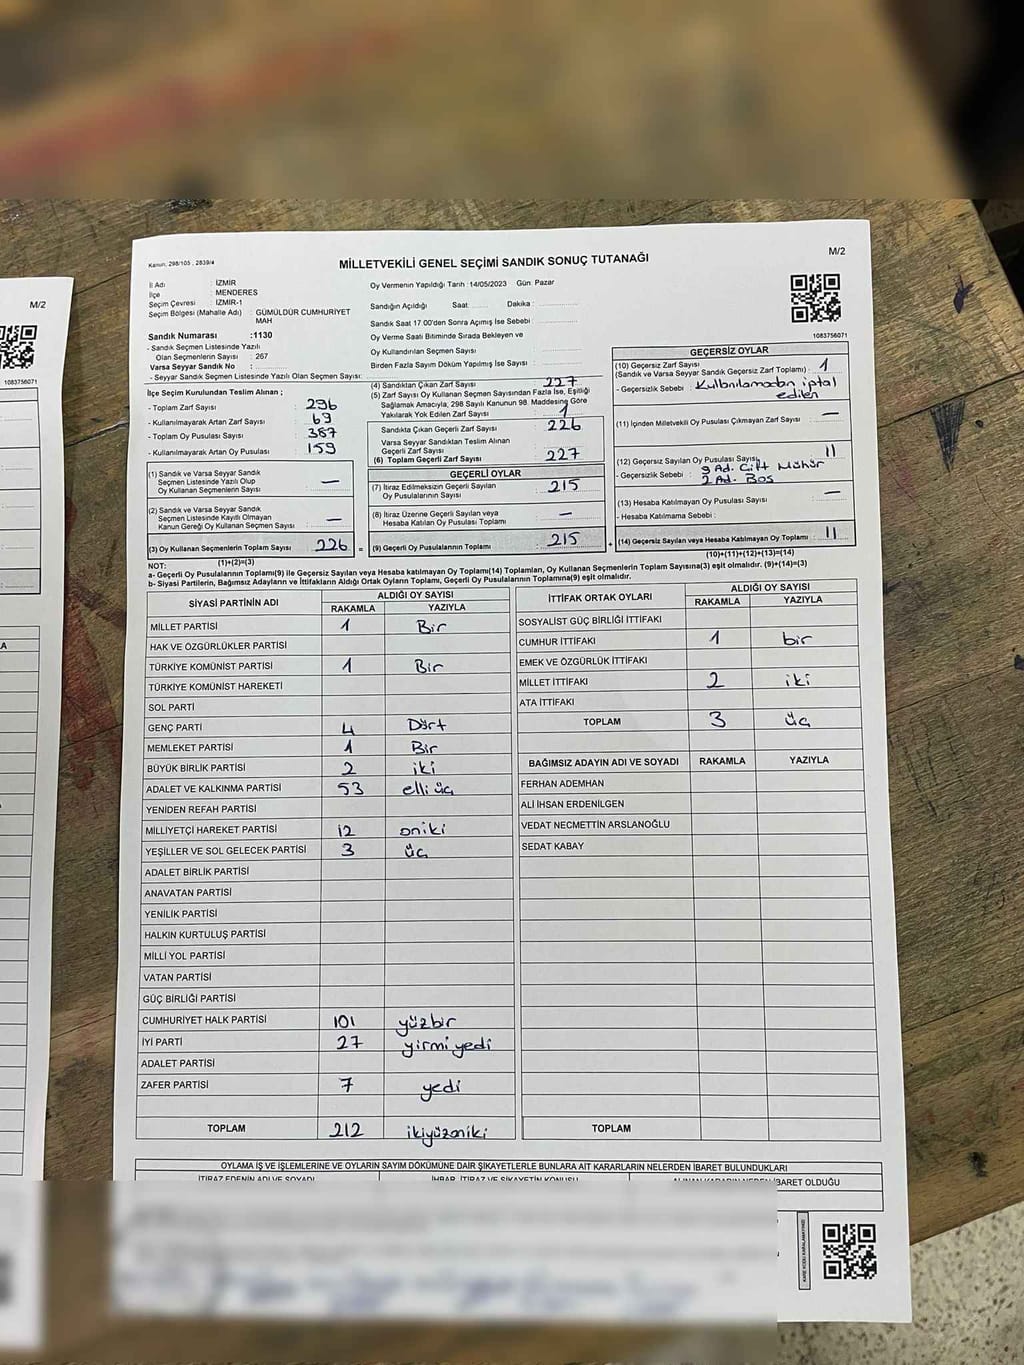 M/2
1083756071
A
Kanun, 298/105 , 2839/4
M/2
MİLLETVEKİLİ GENEL SEÇİMİ SANDIK SONUÇ TUTANAĞI
1083756071
İl Adı : İZMİR
İlçe : MENDERES
Seçim Çevresi : İZMİR-1
Seçim Bölgesi (Mahalle Adı) : GÜMÜLDÜR CUMHURİYET
MAH
Sandık Numarası :1130
- Sandık Seçmen Listesinde Yazılı
Olan Seçmenlerin Sayısı : 267
Varsa Seyyar Sandık No :
- Seyyar Sandık Seçmen Listesinde Yazılı Olan Seçmen Sayısı:
İlçe Seçim Kurulundan Teslim Alınan ;
- Toplam Zarf Sayısı : 296
- Kullanılmayarak Artan Zarf Sayısı : 69
- Toplam Oy Pusulası Sayısı : 387
- Kullanılmayarak Artan Oy Pusulası : 159
(1) Sandık ve Varsa Seyyar Sandık
Seçmen Listesinde Yazılı Olup
Oy Kullanan Seçmenlerin Sayısı : —
(2) Sandık ve Varsa Seyyar Sandık
Seçmen Listesinde Kayıtlı Olmayan
Kanun Gereği Oy Kullanan Seçmen Sayısı : —
(3) Oy Kullanan Seçmenlerin Toplam Sayısı : 226 =
(1)+(2)=(3)
Oy Vermenin Yapıldığı Tarih :14/05/2023 Gün: Pazar
Sandığın Açıldığı Saat: Dakika :
Sandık Saat 17.00'den Sonra Açımış İse Sebebi :
Oy Verme Saati Bitiminde Sırada Bekleyen ve
Oy Kullandırılan Seçmen Sayısı :
Birden Fazla Sayım Döküm Yapılmış İse Sayısı :
(4) Sandıktan Çıkan Zarf Sayısı : 227
(5) Zarf Sayısı Oy Kullanan Seçmen Sayısından Fazla İse, Eşitliği
Sağlamak Amacıyla, 298 Sayılı Kanunun 98. Maddesine Göre
Yakılarak Yok Edilen Zarf Sayısı : 1
Sandıkta Çıkan Geçerli Zarf Sayısı : 226
Varsa Seyyar Sandıktan Teslim Alınan
Geçerli Zarf Sayısı :
(6) Toplam Geçerli Zarf Sayısı : 227
GEÇERLİ OYLAR
(7) İtiraz Edilmeksizin Geçerli Sayılan
Oy Pusulasının Sayısı : 215
(8) İtiraz Üzerine Geçerli Sayılan veya
Hesaba Katılan Oy Pusulası Toplamı : —
(9) Geçerli Oy Pusulalarının Toplamı : 215 +
GEÇERSİZ OYLAR
(10) Geçersiz Zarf Sayısı : 1
(Sandık ve Varsa Seyyar Sandık Geçersiz Zarf Toplamı)
- Geçersizlik Sebebi : Kullanılmadan iptal
edilen
(11) İçinden Milletvekili Oy Pusulası Çıkmayan Zarf Sayısı : —
(12) Geçersiz Sayılan Oy Pusulası Sayısı : 11
- Geçersizlik Sebebi : 9 Ad. Çift Mühür
2 Ad. Boş
(13) Hesaba Katılmayan Oy Pusulası Sayısı : —
- Hesaba Katılmama Sebebi :
(14) Geçersiz Sayılan veya Hesaba Katılmayan Oy Toplamı : 11
(10)+(11)+(12)+(13)=(14)
NOT:
a- Geçerli Oy Pusulalarının Toplamı(9) ile Geçersiz Sayılan veya Hesaba katılmayan Oy Toplamı(14) Toplamları, Oy Kullanan Seçmenlerin Toplam Sayısına(3) eşit olmalıdır. (9)+(14)=(3)
b- Siyasi Partilerin, Bağımsız Adayların ve İttifakların Aldığı Ortak Oyların Toplamı, Geçerli Oy Pusulalarının Toplamına(9) eşit olmalıdır.
SİYASİ PARTİNİN ADI ALDIĞI OY SAYISI
RAKAMLA YAZIYLA
MİLLET PARTİSİ 1 Bir
HAK VE ÖZGÜRLÜKLER PARTİSİ
TÜRKİYE KOMÜNİST PARTİSİ 1 Bir
TÜRKİYE KOMÜNİST HAREKETİ
SOL PARTİ
GENÇ PARTİ 4 Dört
MEMLEKET PARTİSİ 1 Bir
BÜYÜK BİRLİK PARTİSİ 2 iki
ADALET VE KALKINMA PARTİSİ 53 elli üç
YENİDEN REFAH PARTİSİ
MİLLİYETÇİ HAREKET PARTİSİ 12 oniki
YEŞİLLER VE SOL GELECEK PARTİSİ 3 üç
ADALET BİRLİK PARTİSİ
ANAVATAN PARTİSİ
YENİLİK PARTİSİ
HALKIN KURTULUŞ PARTİSİ
MİLLİ YOL PARTİSİ
VATAN PARTİSİ
GÜÇ BİRLİĞİ PARTİSİ
CUMHURİYET HALK PARTİSİ 101 yüzbir
İYİ PARTİ 27 yirmi yedi
ADALET PARTİSİ
ZAFER PARTİSİ 7 yedi
TOPLAM 212 ikiyüzoniki
İTTİFAK ORTAK OYLARI ALDIĞI OY SAYISI
RAKAMLA YAZIYLA
SOSYALİST GÜÇ BİRLİĞİ İTTİFAKI
CUMHUR İTTİFAKI 1 bir
EMEK VE ÖZGÜRLÜK İTTİFAKI
MİLLET İTTİFAKI 2 iki
ATA İTTİFAKI
TOPLAM 3 üç
BAĞIMSIZ ADAYIN ADI VE SOYADI RAKAMLA YAZIYLA
FERHAN ADEMHAN
ALİ İHSAN ERDENİLGEN
VEDAT NECMETTİN ARSLANOĞLU
SEDAT KABAY
TOPLAM
OYLAMA İŞ VE İŞLEMLERİNE VE OYLARIN SAYIM DÖKÜMÜNE DAİR ŞİKAYETLERLE BUNLARA AİT KARARLARIN NELERDEN İBARET BULUNDUKLARI
İTİRAZ EDENİN ADI VE SOYADI İHBAR, İTİRAZ VE ŞİKAYETİN KONUSU ALINAN KARARIN NEDEN İBARET OLDUĞU
KARE KODU KARALAMAYINIZ!